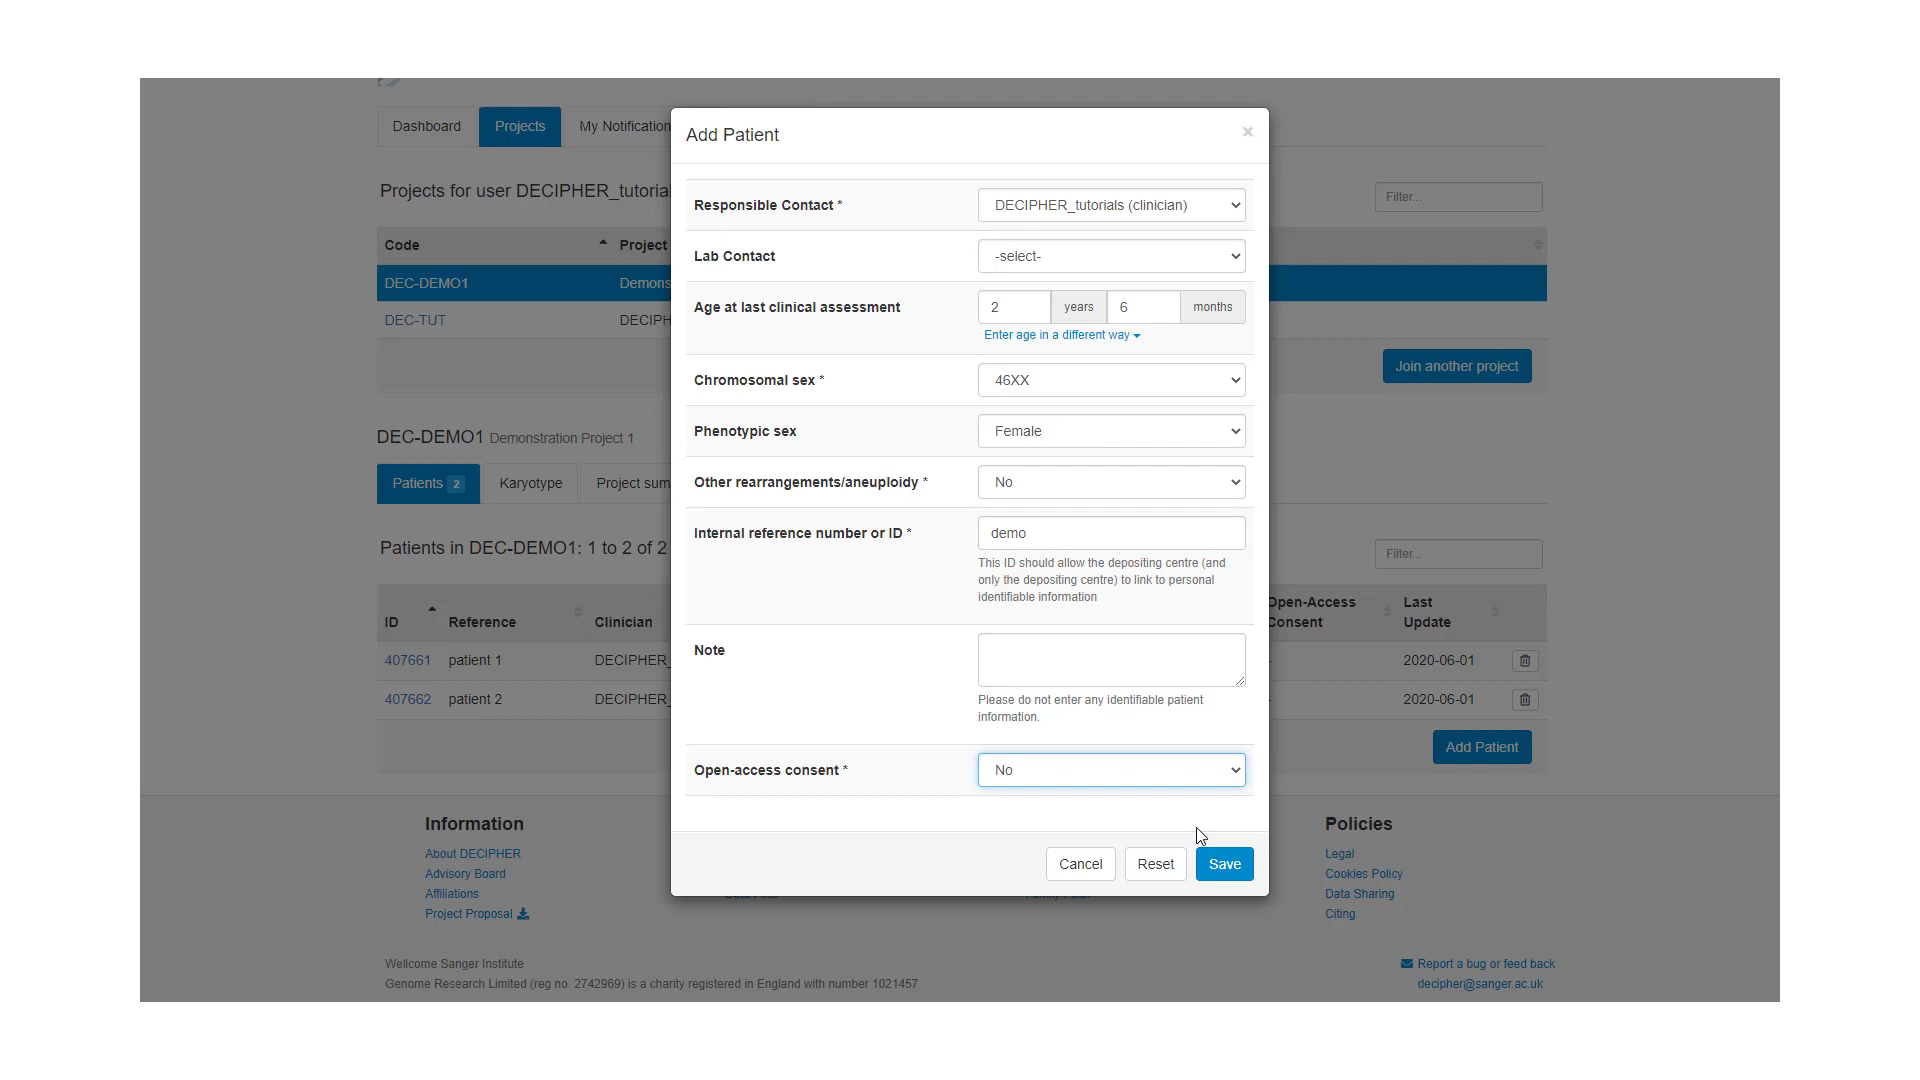 Dashboard
Projects
My Notification
Projects for user DECIPHER_tutorial
Filter...
Code
Project
DEC-DEMO1
Demons
DEC-TUT
DECIPH
Join another project
DEC-DEMO1 Demonstration Project 1
Patients 2
Karyotype
Project sum
Patients in DEC-DEMO1: 1 to 2 of 2
Filter...
ID
Reference
Clinician
Open-Access
Consent
Last
Update
407661
patient 1
DECIPHER_
2020-06-01
407662
patient 2
DECIPHER_
2020-06-01
Add Patient
Add Patient
×
Responsible Contact *
DECIPHER_tutorials (clinician)
Lab Contact
-select-
Age at last clinical assessment
2 years 6 months
Enter age in a different way
Chromosomal sex *
46XX
Phenotypic sex
Female
Other rearrangements/aneuploidy *
No
Internal reference number or ID *
demo
This ID should allow the depositing centre (and
only the depositing centre) to link to personal
identifiable information
Note
Please do not enter any identifiable patient
information.
Open-access consent *
No
Cancel
Reset
Save
Information
About DECIPHER
Advisory Board
Affiliations
Project Proposal
Policies
Legal
Cookies Policy
Data Sharing
Citing
Wellcome Sanger Institute
Genome Research Limited (reg no. 2742969) is a charity registered in England with number 1021457
Report a bug or feed back
decipher@sanger.ac.uk